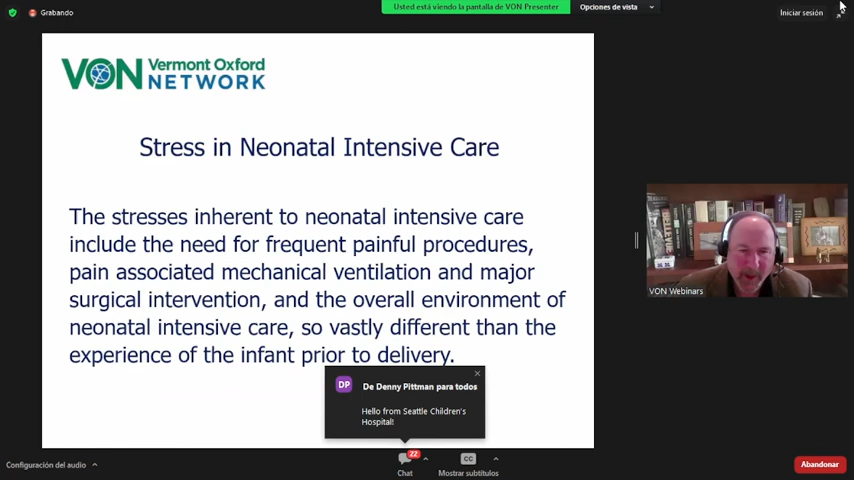 Grabando
Usted está viendo la pantalla de VON Presenter
Opciones de vista
Iniciar sesión
VON Vermont Oxford
NETWORK
Stress in Neonatal Intensive Care
The stresses inherent to neonatal intensive care
include the need for frequent painful procedures,
pain associated mechanical ventilation and major
surgical intervention, and the overall environment of
neonatal intensive care, so vastly different than the
experience of the infant prior to delivery.
VON Webinars
DP
De Denny Pittman para todos
Hello from Seattle Children's
Hospital!
Configuración del audio
22
Chat
CC
Mostrar subtítulos
Abandonar